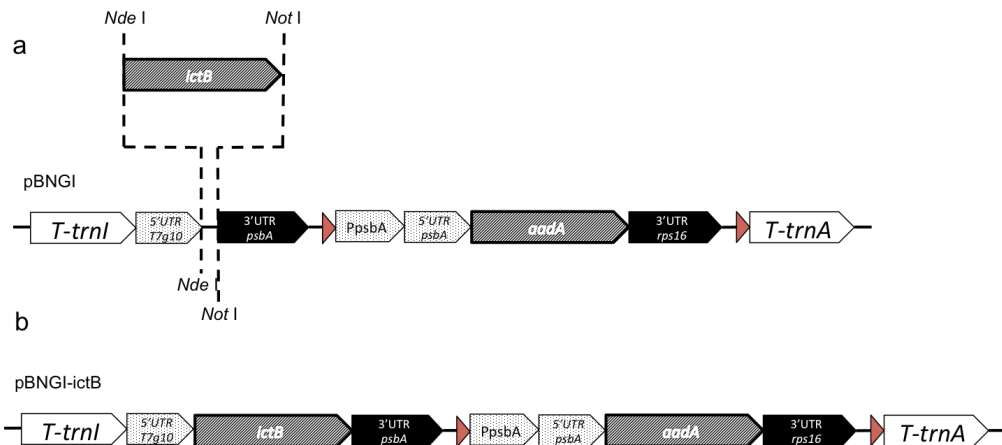 Nde I
Not I
a
ictB
pBNGI
T-trnI
5'UTR
T7g10
3'UTR
psbA
PpsbA
5'UTR
psbA
aadA
3'UTR
rps16
T-trnA
Nde I
Not I
b
pBNGI-ictB
T-trnI
5'UTR
T7g10
ictB
3'UTR
psbA
PpsbA
5'UTR
psbA
aadA
3'UTR
rps16
T-trnA